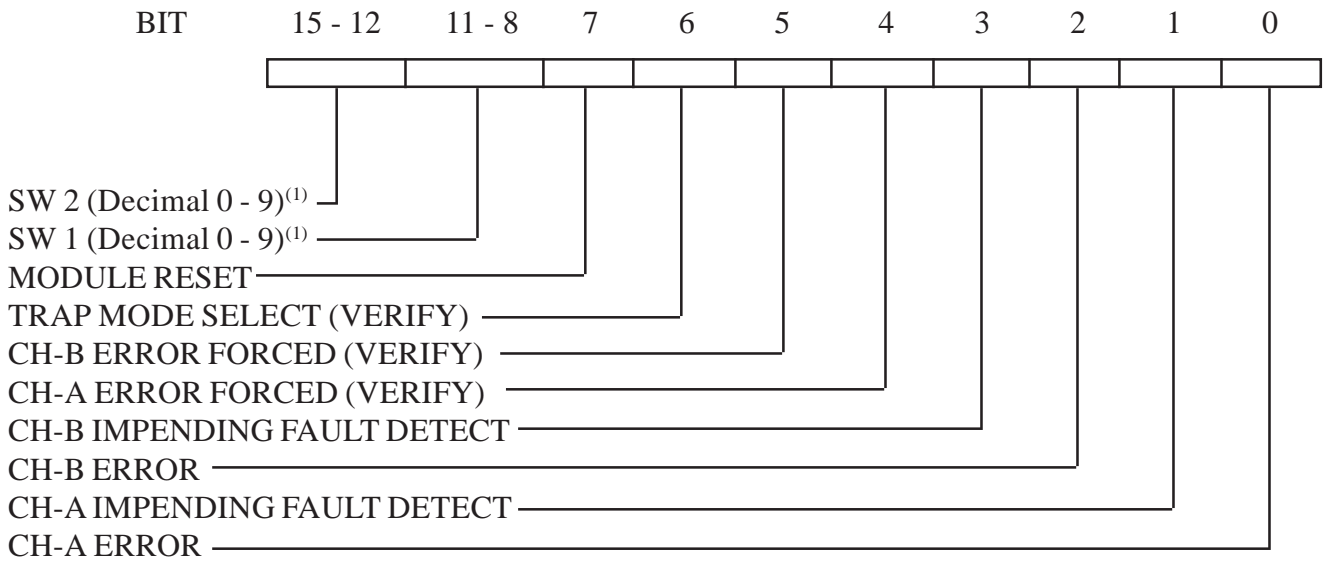 BIT 15 - 12 11 - 8 7 6 5 4 3 2 1 0
SW 2 (Decimal 0 - 9)(1)
SW 1 (Decimal 0 - 9)(1)
MODULE RESET
TRAP MODE SELECT (VERIFY)
CH-B ERROR FORCED (VERIFY)
CH-A ERROR FORCED (VERIFY)
CH-B IMPENDING FAULT DETECT
CH-B ERROR
CH-A IMPENDING FAULT DETECT
CH-A ERROR